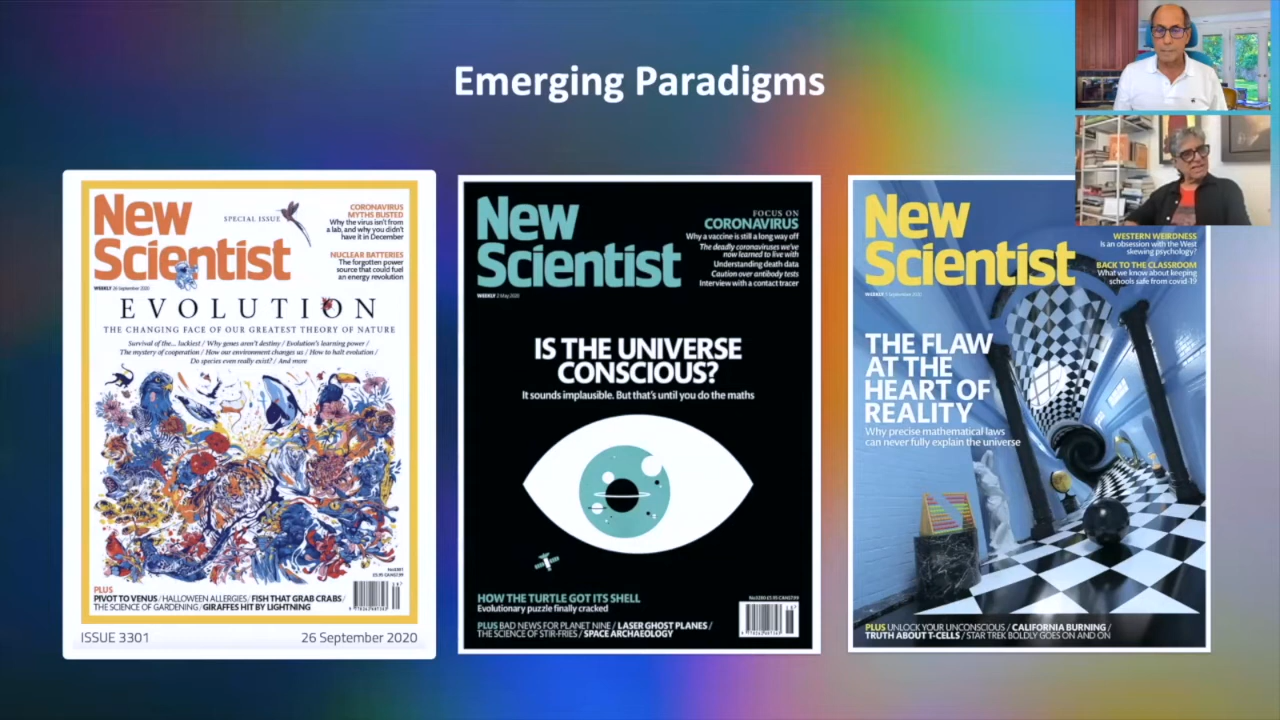 Emerging Paradigms
New
Scientist
WEEKLY 26 September 2020
SPECIAL ISSUE
CORONAVIRUS
MYTHS BUSTED
Why the virus isn't from
a lab, and why you didn't
have it in December
NUCLEAR BATTERIES
The forgotten power
source that could fuel
an energy revolution
EVOLUTION
THE CHANGING FACE OF OUR GREATEST THEORY OF NATURE
Survival of the... luckiest / Why genes aren't destiny / Evolution's learning power /
The mystery of cooperation / How our environment changes us / How to halt evolution /
Do species even really exist? / And more
PLUS
PIVOT TO VENUS / HALLOWEEN ALLERGIES / FISH THAT GRAB CRABS /
THE SCIENCE OF GARDENING / GIRAFFES HIT BY LIGHTNING
ISSUE 3301
26 September 2020
New
Scientist
WEEKLY 2 May 2020
FOCUS ON
CORONAVIRUS
Why a vaccine is still a long way off
The deadly coronaviruses we've
now learned to live with
Understanding death data
Caution over antibody tests
Interview with a contact tracer
IS THE UNIVERSE
CONSCIOUS?
It sounds implausible. But that's until you do the maths
HOW THE TURTLE GOT ITS SHELL
Evolutionary puzzle finally cracked
PLUS BAD NEWS FOR PLANET NINE / LASER GHOST PLANES /
THE SCIENCE OF STIR-FRIES / SPACE ARCHAEOLOGY
New
Scientist
WEEKLY 5 September 2020
WESTERN WEIRDNESS
Is an obsession with the West
skewing psychology?
BACK TO THE CLASSROOM
What we know about keeping
schools safe from covid-19
THE FLAW
AT THE
HEART OF
REALITY
Why precise mathematical laws
can never fully explain the universe
PLUS UNLOCK YOUR UNCONSCIOUS / CALIFORNIA BURNING /
TRUTH ABOUT T-CELLS / STAR TREK BOLDLY GOES ON AND ON